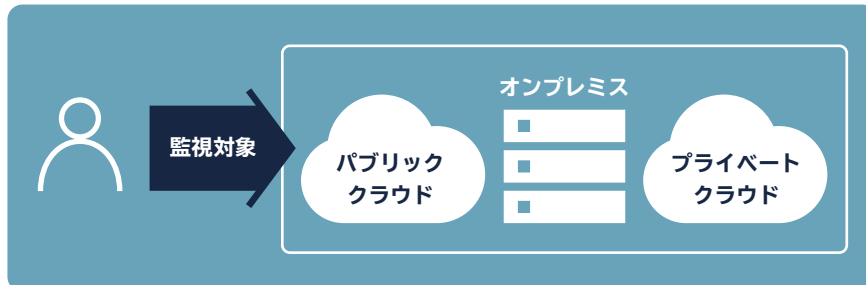 監視対象
パブリック
クラウド
オンプレミス
プライベート
クラウド